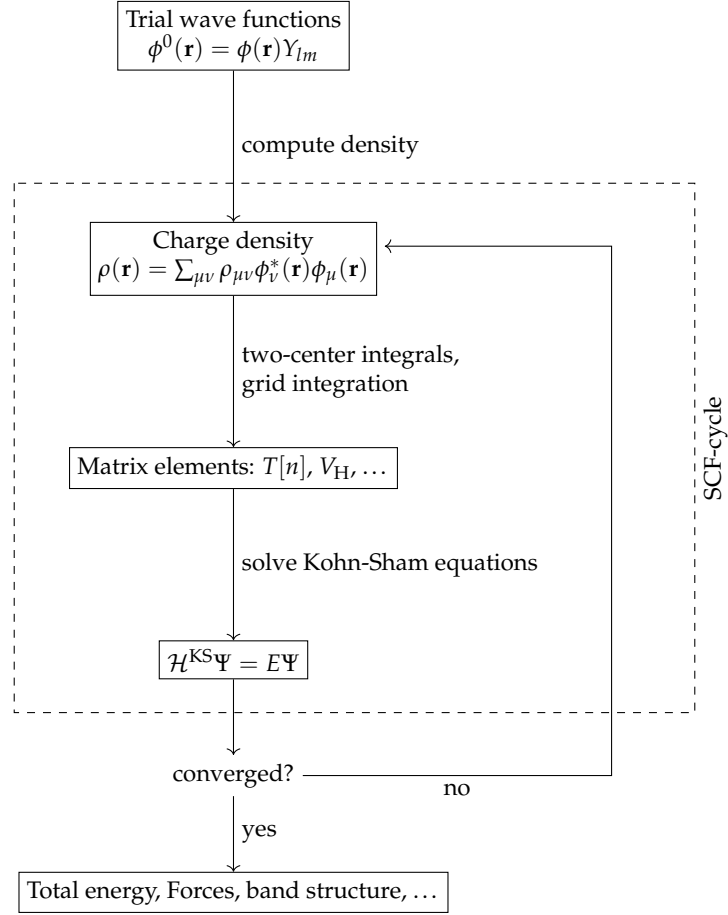 Trial wave functions
ϕ⁰(𝐫) = ϕ(𝐫)Yₗₘ
compute density
Charge density
ρ(𝐫) = ∑_μν ρ_μν ϕ*_ν(𝐫)ϕ_μ(𝐫)
two-center integrals,
grid integration
Matrix elements: T[n], V_H, …
solve Kohn-Sham equations
ℋ^KS Ψ = EΨ
SCF-cycle
converged?
no
yes
Total energy, Forces, band structure, …